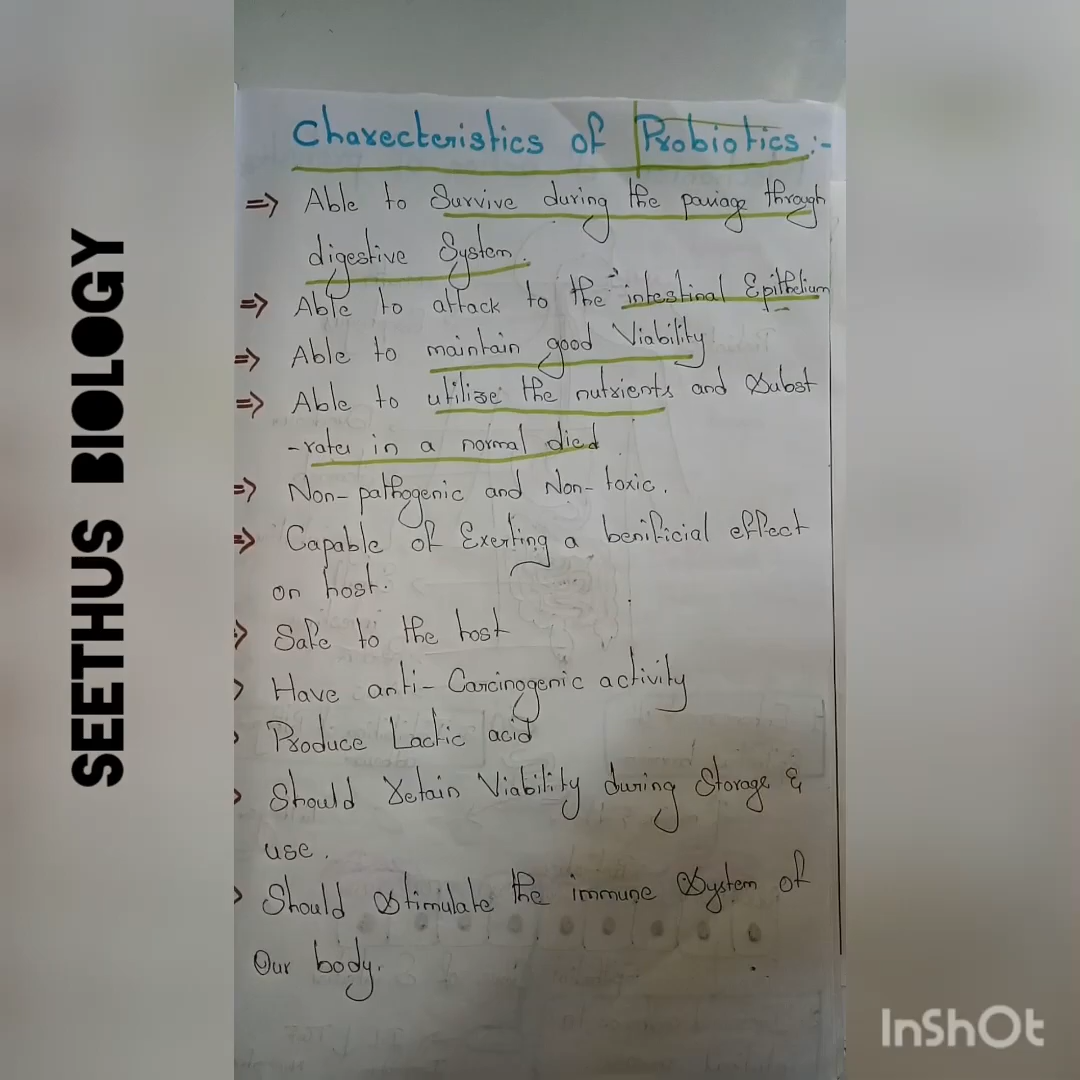 SEETHUS BIOLOGY
Charecteristics of Probiotics:-
⇒ Able to Survive during the passage through
digestive System.
⇒ Able to attack to the intestinal Epithelium
⇒ Able to maintain good Viability
⇒ Able to utilize the nutrients and Subst
-rates in a normal died
⇒ Non-pathogenic and Non-toxic.
⇒ Capable of Exerting a benificial effect
on host.
⇒ Safe to the host
Have anti-Carcinogenic activity
Produce Lactic acid
Should retain Viability during Storage &
use.
Should Stimulate the immune System of
Our body.
InShOt